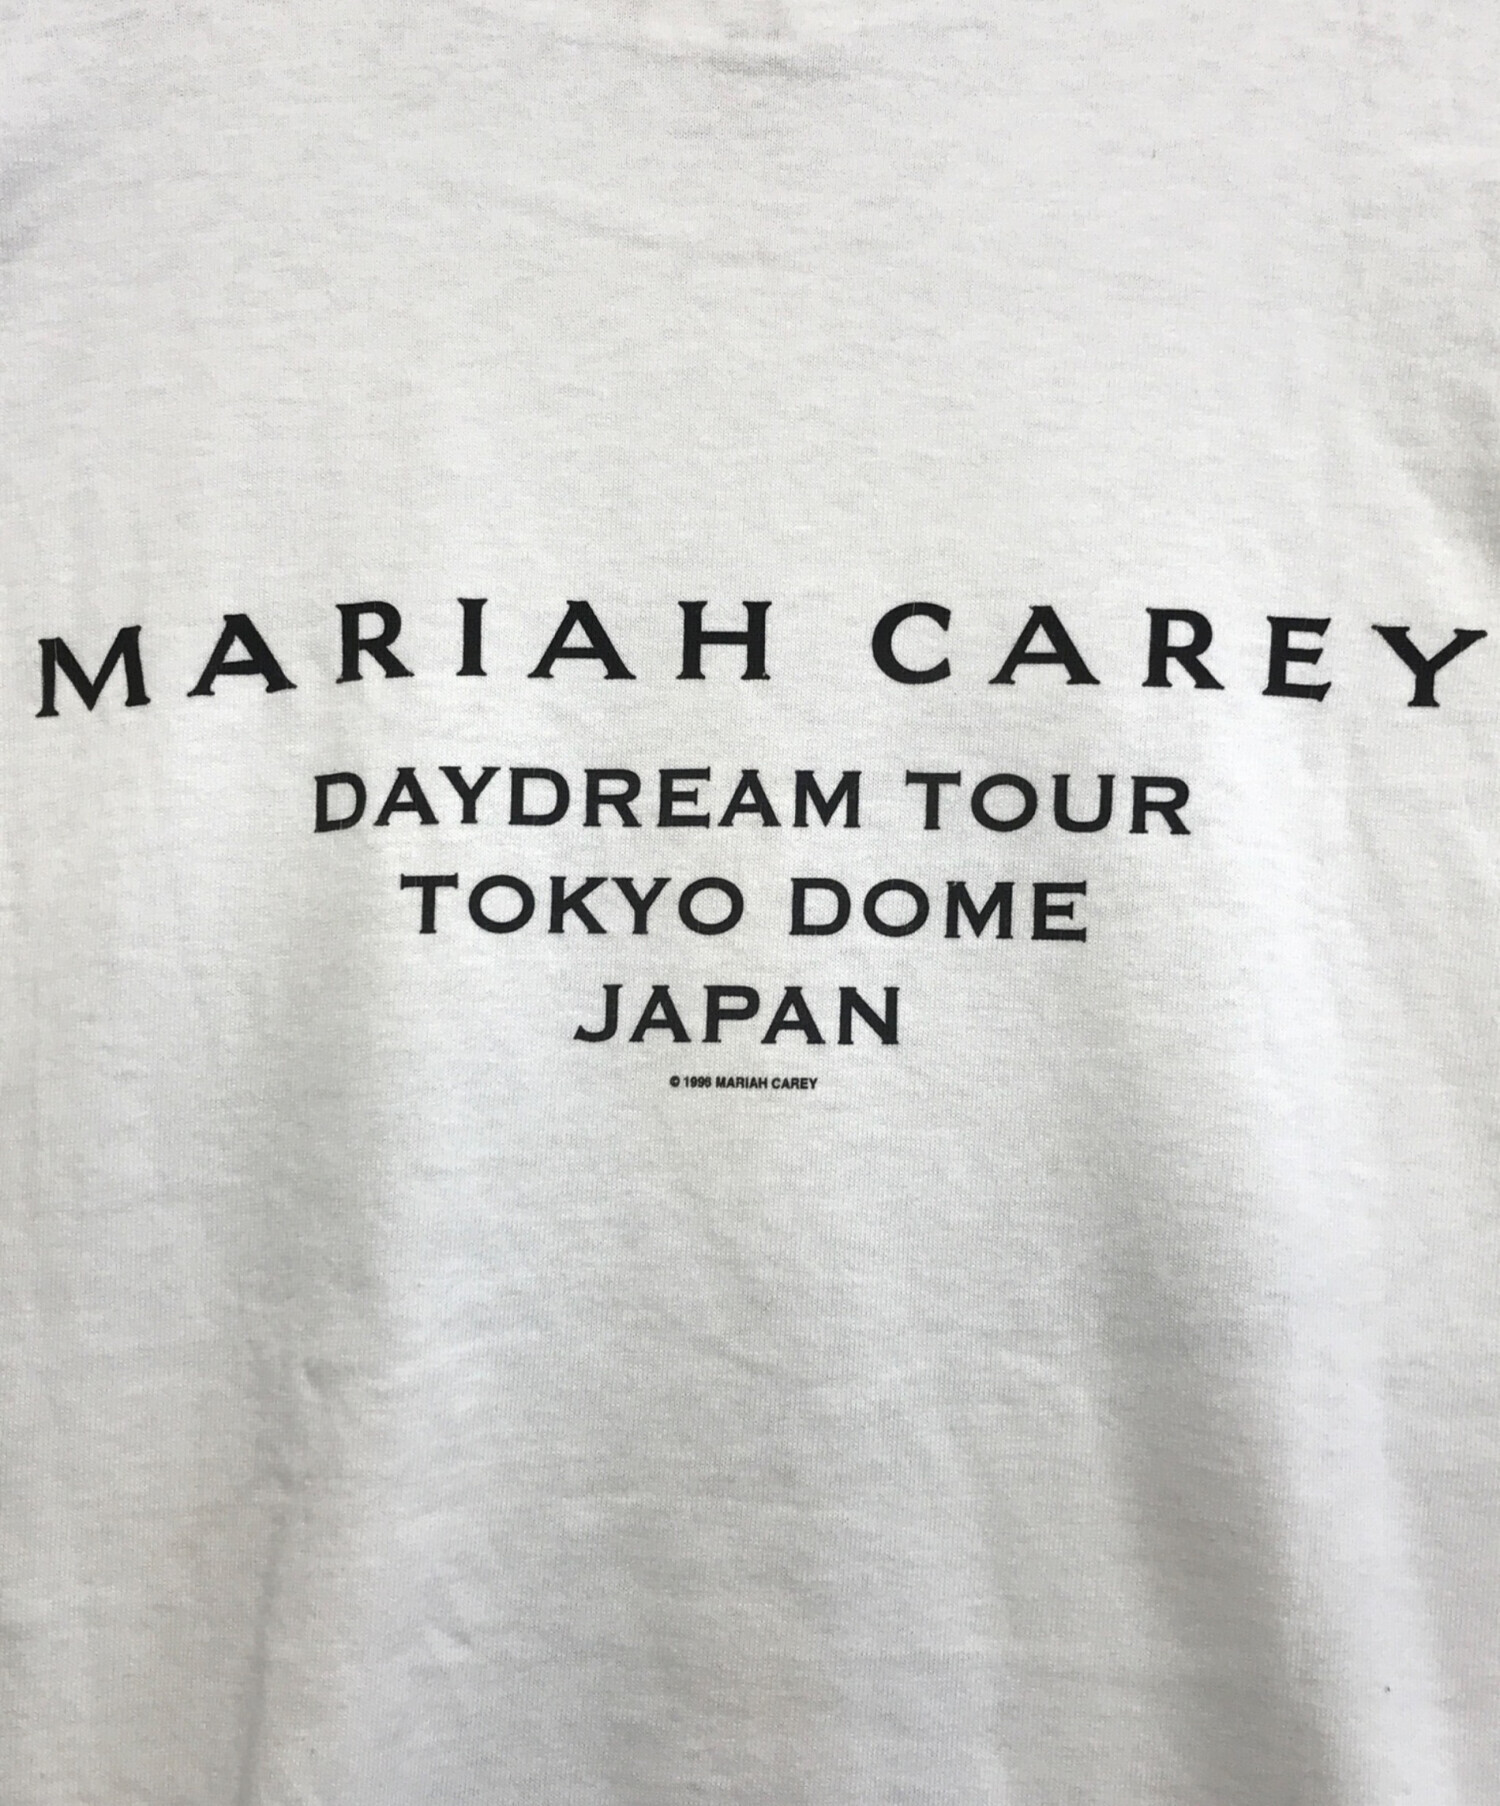 MARIAH CAREY
DAYDREAM TOUR
TOKYO DOME
JAPAN
© 1996 MARIAH CAREY